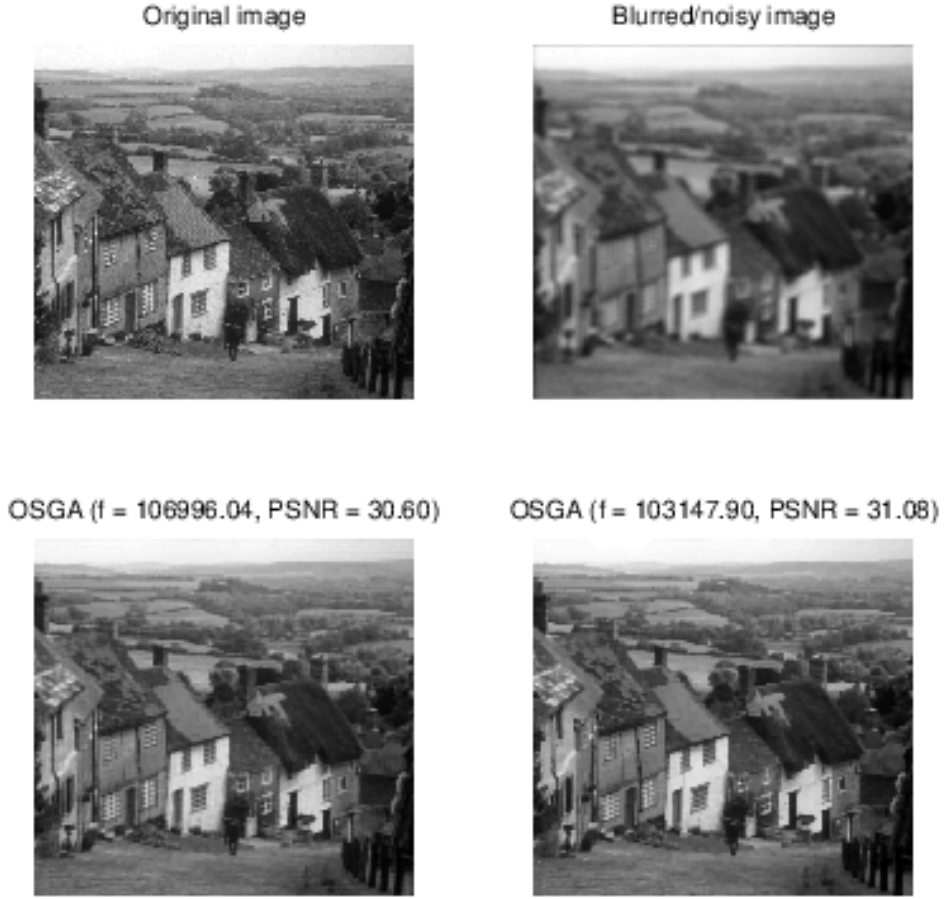 Original image
Blurred/noisy image
OSGA (f = 106996.04, PSNR = 30.60)
OSGA (f = 103147.90, PSNR = 31.08)